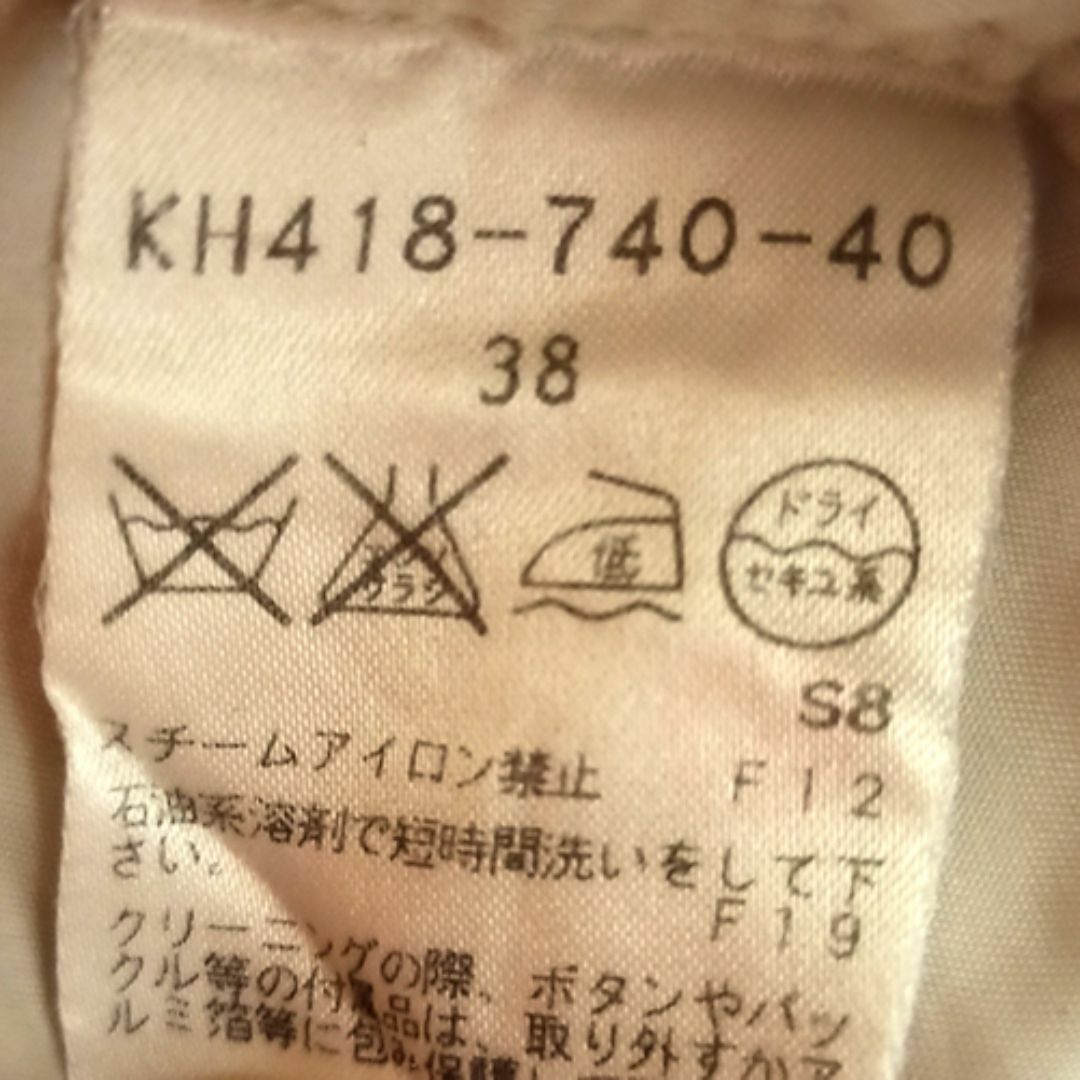 KH418-740-40
38
低
ドライ
セキユ系
S8
スチームアイロン禁止 F12
石油系溶剤で短時間洗いをして下
さい。 F19
クリーニングの際、ボタンやバッ
クル等の付属品は、取り外すかア
ルミ箔等に包み保護し